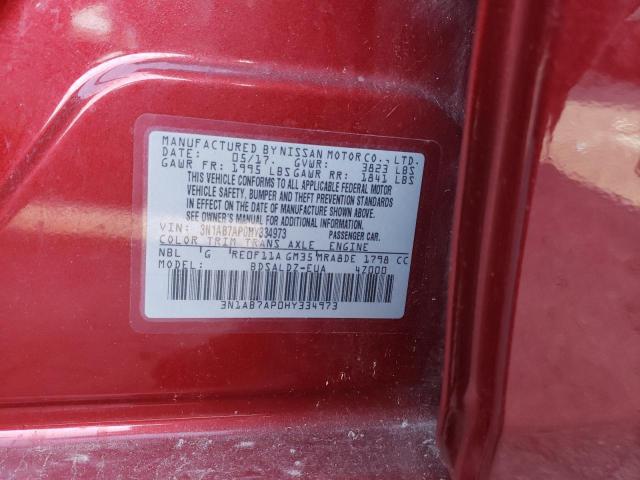 MANUFACTURED BY NISSAN MOTOR CO., LTD.
DATE: 05/17. GVWR: 3823 LBS
GAWR FR: 1995 LBS GAWR RR: 1841 LBS
THIS VEHICLE CONFORMS TO ALL APPLICABLE FEDERAL MOTOR
VEHICLE SAFETY, BUMPER AND THEFT PREVENTION STANDARDS
IN EFFECT ON THE DATE OF MANUFACTURE SHOWN ABOVE.
SEE OWNER'S MANUAL FOR ADDITIONAL INFORMATION.
VIN: 3N1AB7AP0HY334973 PASSENGER CAR.
COLOR TRIM TRANS AXLE ENGINE
NBL G RE0F11A GM35 MRA8DE 1798 CC
BDSALDZ-EUA 4Z000
3N1AB7AP0HY334973